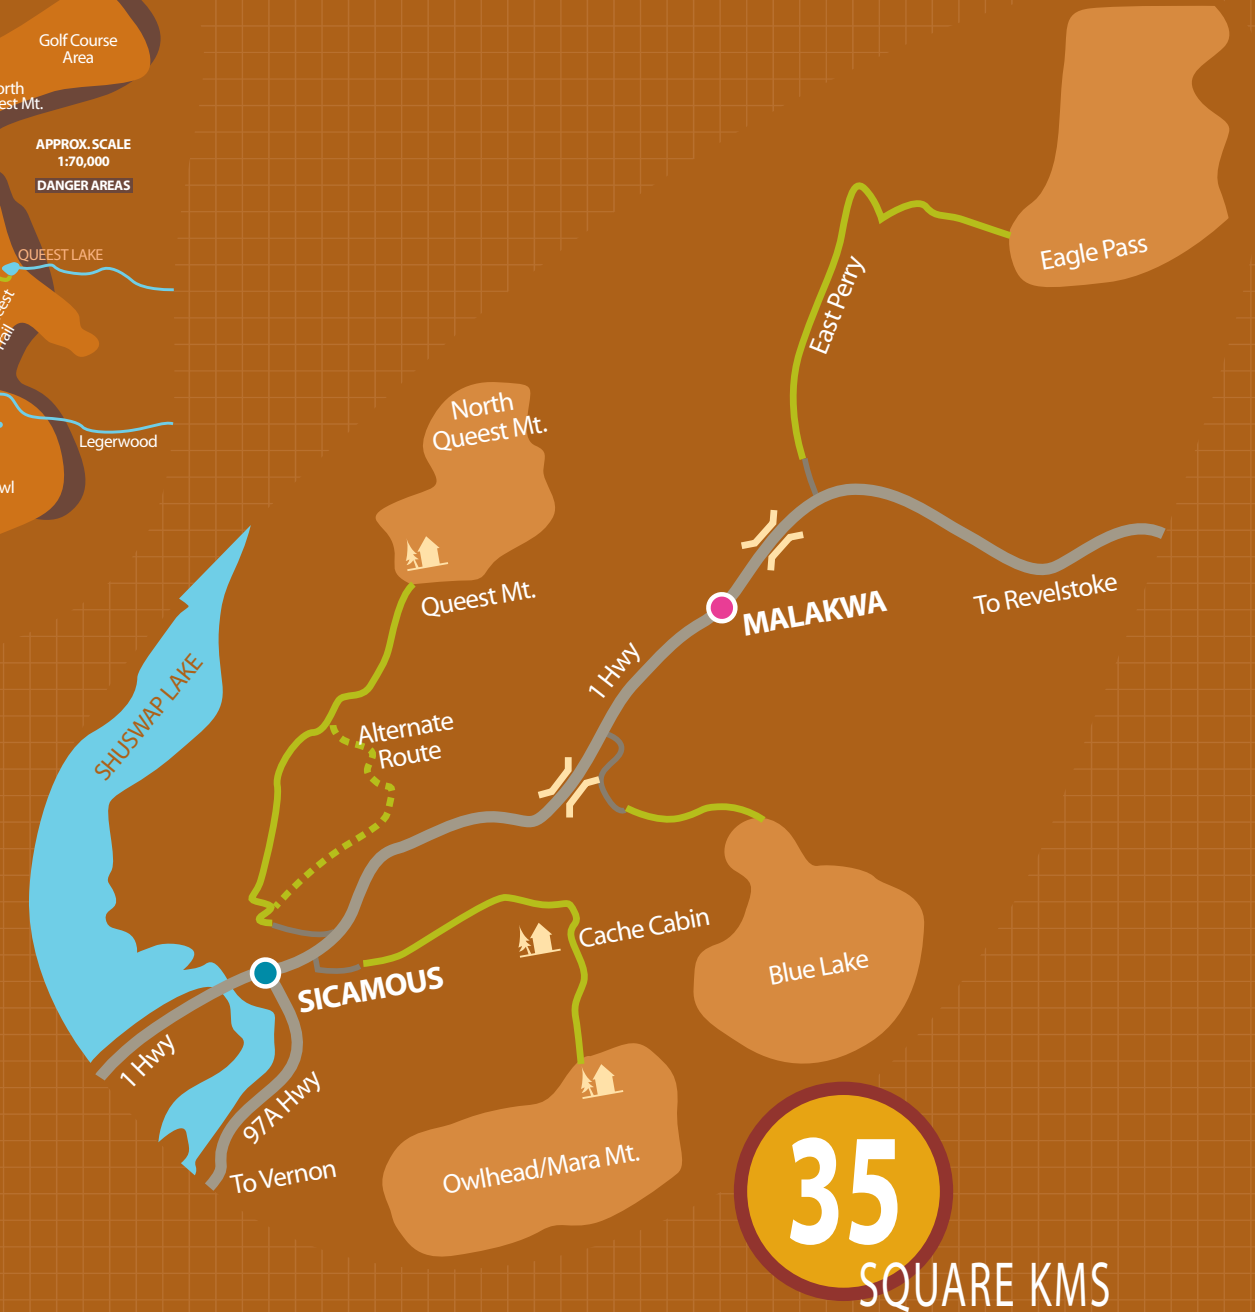 Golf Course
Area
est Mt.
APPROX. SCALE
1:70,000
DANGER AREAS
QUEEST LAKE
Legerwood
Eagle Pass
East Perry
North
Queest Mt.
Queest Mt.
To Revelstoke
MALAKWA
1 Hwy
SHUSWAP LAKE
Alternate
Route
Cache Cabin
Blue Lake
SICAMOUS
1 Hwy
97A Hwy
To Vernon
Owlhead/Mara Mt.
35
SQUARE KMS